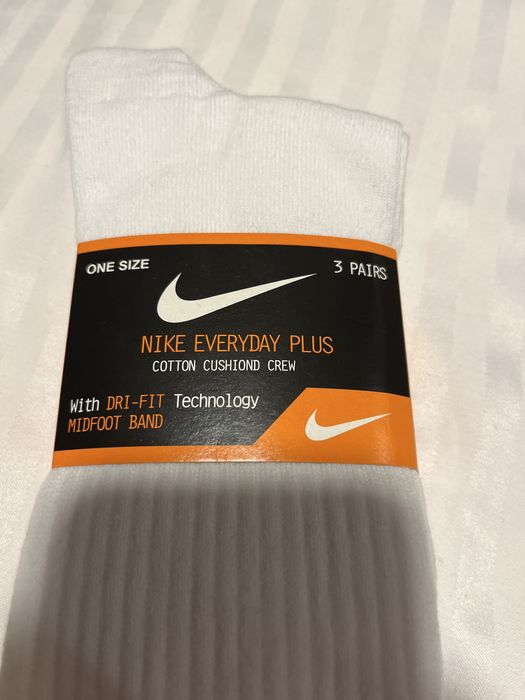 ONE SIZE
3 PAIRS
NIKE EVERYDAY PLUS
COTTON CUSHIOND CREW
With DRI-FIT Technology
MIDFOOT BAND